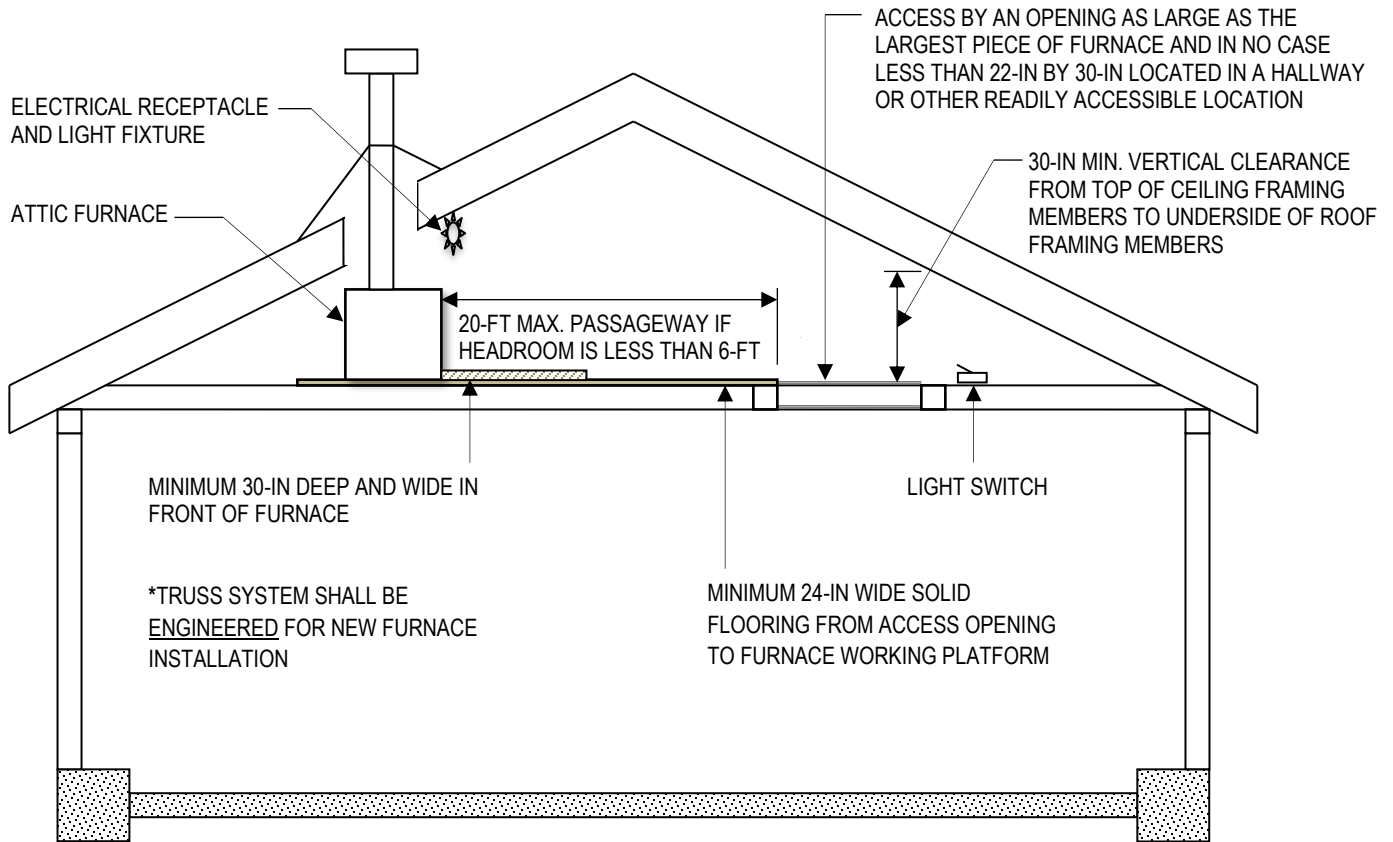 ACCESS BY AN OPENING AS LARGE AS THE
LARGEST PIECE OF FURNACE AND IN NO CASE
LESS THAN 22-IN BY 30-IN LOCATED IN A HALLWAY
OR OTHER READILY ACCESSIBLE LOCATION
ELECTRICAL RECEPTACLE
AND LIGHT FIXTURE
30-IN MIN. VERTICAL CLEARANCE
FROM TOP OF CEILING FRAMING
MEMBERS TO UNDERSIDE OF ROOF
FRAMING MEMBERS
ATTIC FURNACE
20-FT MAX. PASSAGEWAY IF
HEADROOM IS LESS THAN 6-FT
MINIMUM 30-IN DEEP AND WIDE IN
FRONT OF FURNACE
LIGHT SWITCH
*TRUSS SYSTEM SHALL BE
ENGINEERED FOR NEW FURNACE
INSTALLATION
MINIMUM 24-IN WIDE SOLID
FLOORING FROM ACCESS OPENING
TO FURNACE WORKING PLATFORM